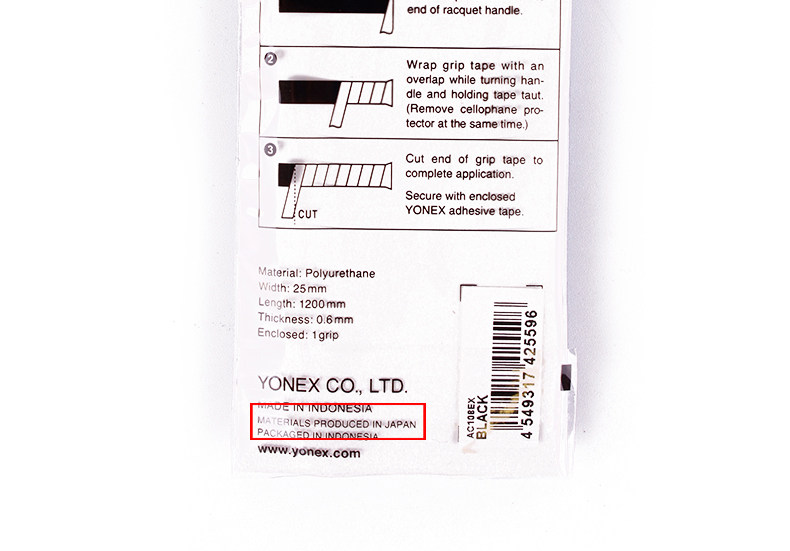 end of racquet handle.
2
Wrap grip tape with an
overlap while turning han-
dle and holding tape taut.
(Remove cellophane pro-
tector at the same time.)
3
Cut end of grip tape to
complete application.
Secure with enclosed
YONEX adhesive tape.
CUT
Material: Polyurethane
Width: 25mm
Length: 1200mm
Thickness: 0.6mm
Enclosed: 1grip
YONEX CO., LTD.
MADE IN INDONESIA
MATERIALS PRODUCED IN JAPAN
PACKAGED IN INDONESIA
www.yonex.com
AC108EX
BLACK
4 549317 425596